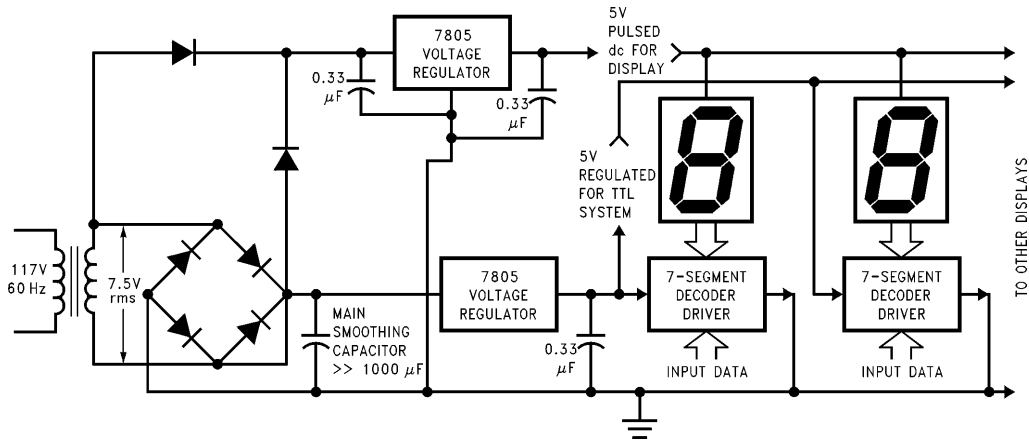 7805
VOLTAGE
REGULATOR
0.33
μF
0.33
μF
5V
PULSED
dc FOR
DISPLAY
5V
REGULATED
FOR TTL
SYSTEM
8
8
TO OTHER DISPLAYS
117V
60 Hz
7.5V
rms
MAIN
SMOOTHING
CAPACITOR
>> 1000 μF
7805
VOLTAGE
REGULATOR
0.33
μF
7-SEGMENT
DECODER
DRIVER
INPUT DATA
7-SEGMENT
DECODER
DRIVER
INPUT DATA